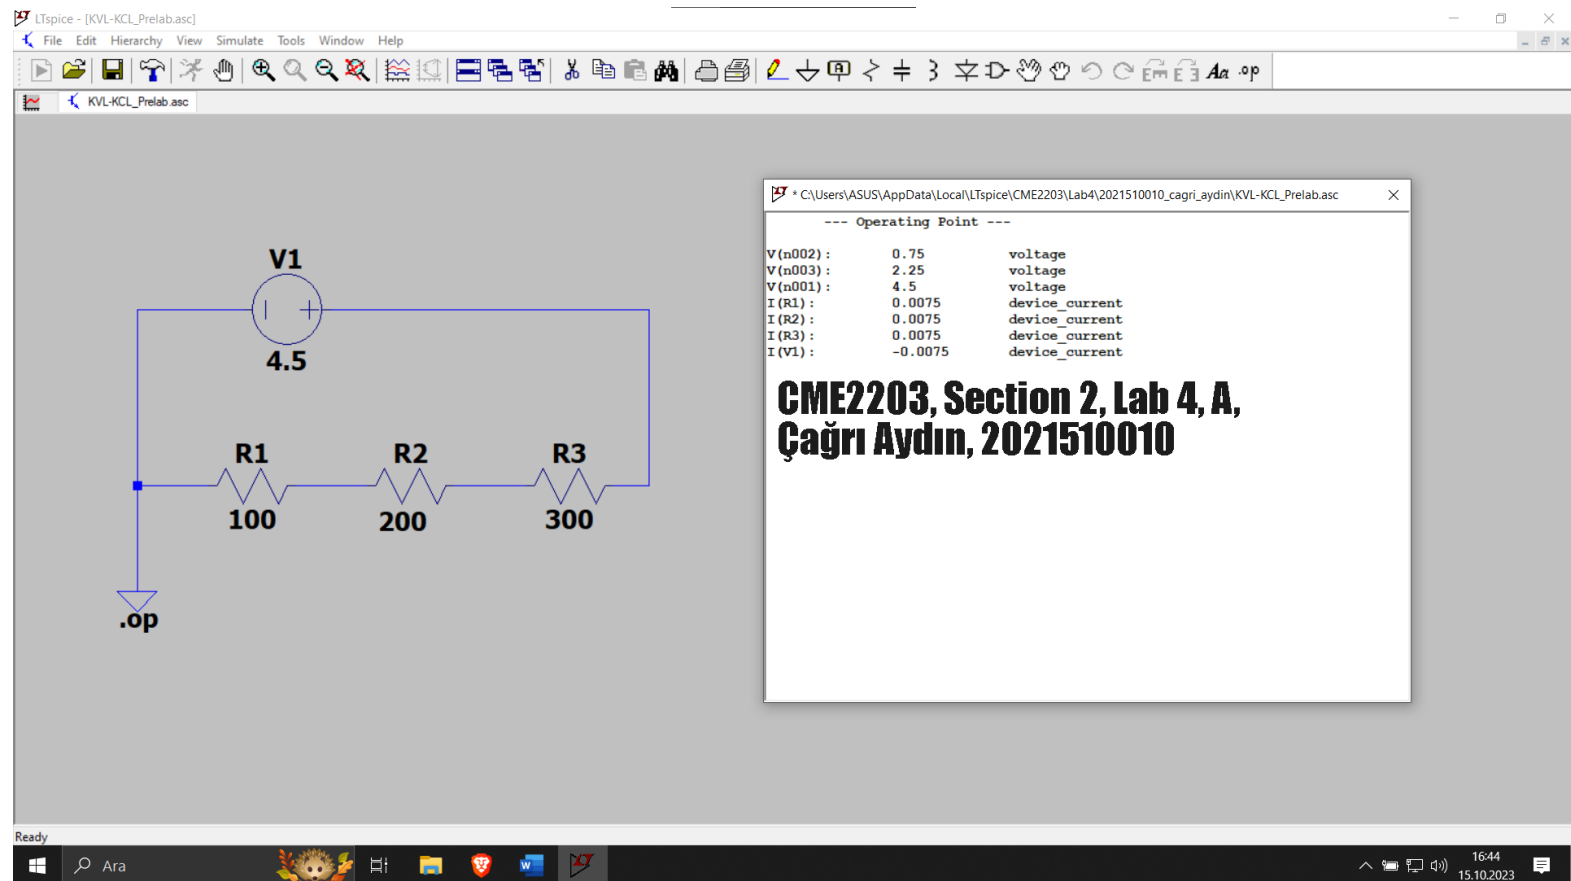 LTspice - [KVL-KCL_Prelab.asc]
File Edit Hierarchy View Simulate Tools Window Help
Aa .op
KVL-KCL_Prelab.asc
* C:\Users\ASUS\AppData\Local\LTspice\CME2203\Lab4\2021510010_cagri_aydin\KVL-KCL_Prelab.asc
--- Operating Point ---
V(n002): 0.75 voltage
V(n003): 2.25 voltage
V(n001): 4.5 voltage
I(R1): 0.0075 device_current
I(R2): 0.0075 device_current
I(R3): 0.0075 device_current
I(V1): -0.0075 device_current
CME2203, Section 2, Lab 4, A,
Çağrı Aydın, 2021510010
V1
4.5
R1 R2 R3
100 200 300
.op
Ready
Ara
16:44
15.10.2023